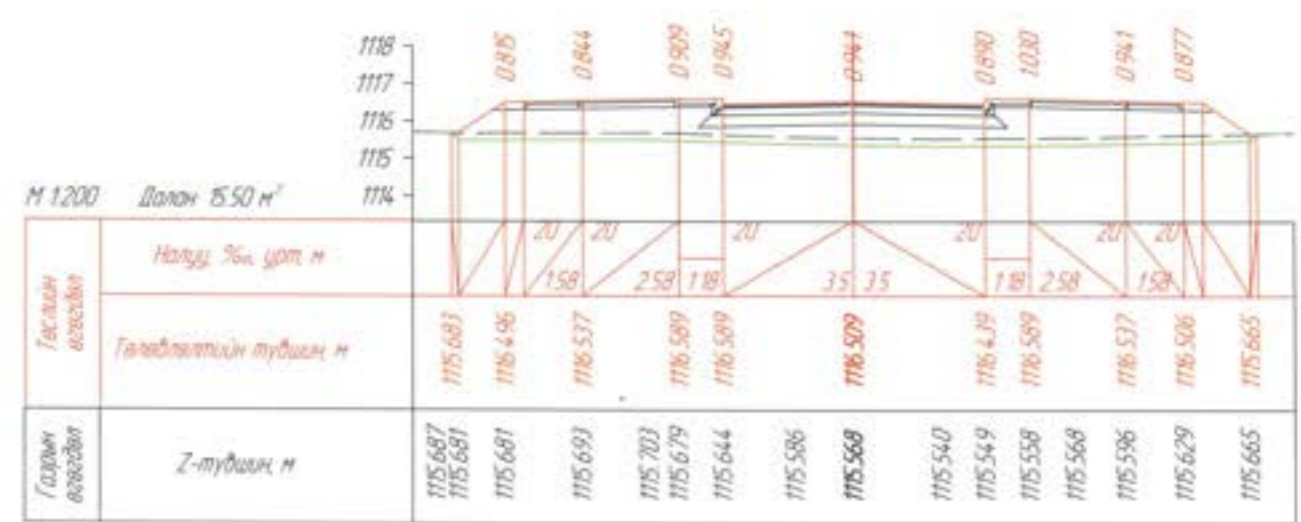 0.815 0.844 0.909 0.945 0.941 0.890 1.030 0.941 0.877
1118
1117
1116
1115
1114
М 1:200 Далан: 15.50 м²
Төслийн өгөгдөл
Налуу, ‰, урт, м
20 20 20 20 20 20
1.58 2.58 1.18 3.5 3.5 1.18 2.58 1.58
Төлөвлөлтийн түвшин, м
1115.683 1116.496 1116.537 1116.589 1116.589 1116.509 1116.439 1116.589 1116.537 1116.506 1115.665
Газрын өгөгдөл
Z-түвшин, м
1115.687 1115.681 1115.681 1115.693 1115.703 1115.679 1115.644 1115.586 1115.568 1115.540 1115.549 1115.558 1115.568 1115.596 1115.629 1115.665